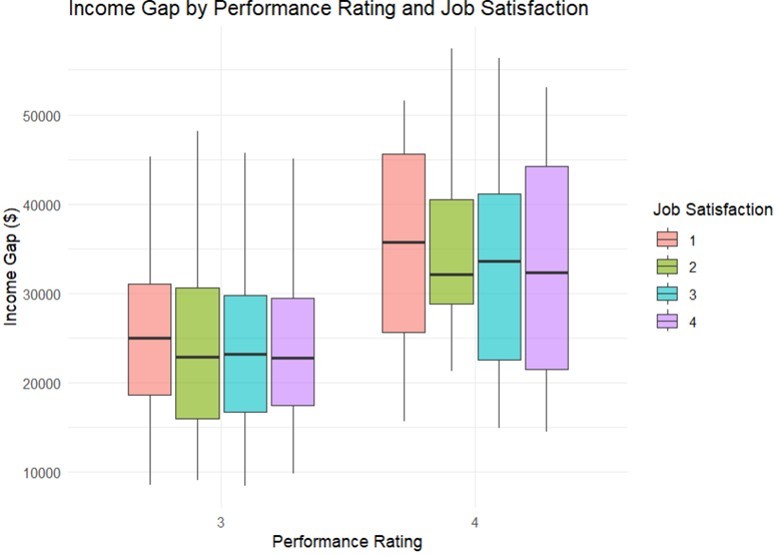 Income Gap by Performance Rating and Job Satisfaction
Income Gap ($)
50000
40000
30000
20000
10000
3
4
Performance Rating
Job Satisfaction
1
2
3
4